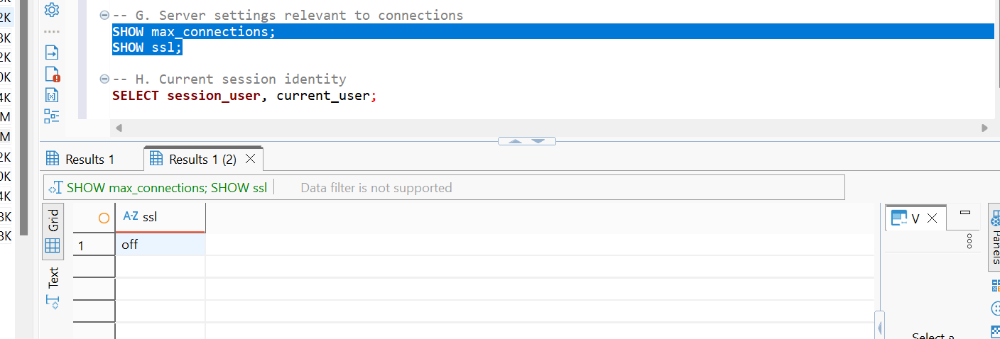 2K
3K
2K
0K
4K
M
M
2K
0K
4K
3K
3K
-- G. Server settings relevant to connections
SHOW max_connections;
SHOW ssl;
-- H. Current session identity
SELECT session_user, current_user;
Results 1
Results 1 (2)
SHOW max_connections; SHOW ssl
Data filter is not supported
Grid
Text
A-Z ssl
1 off
V
Panels
Select a